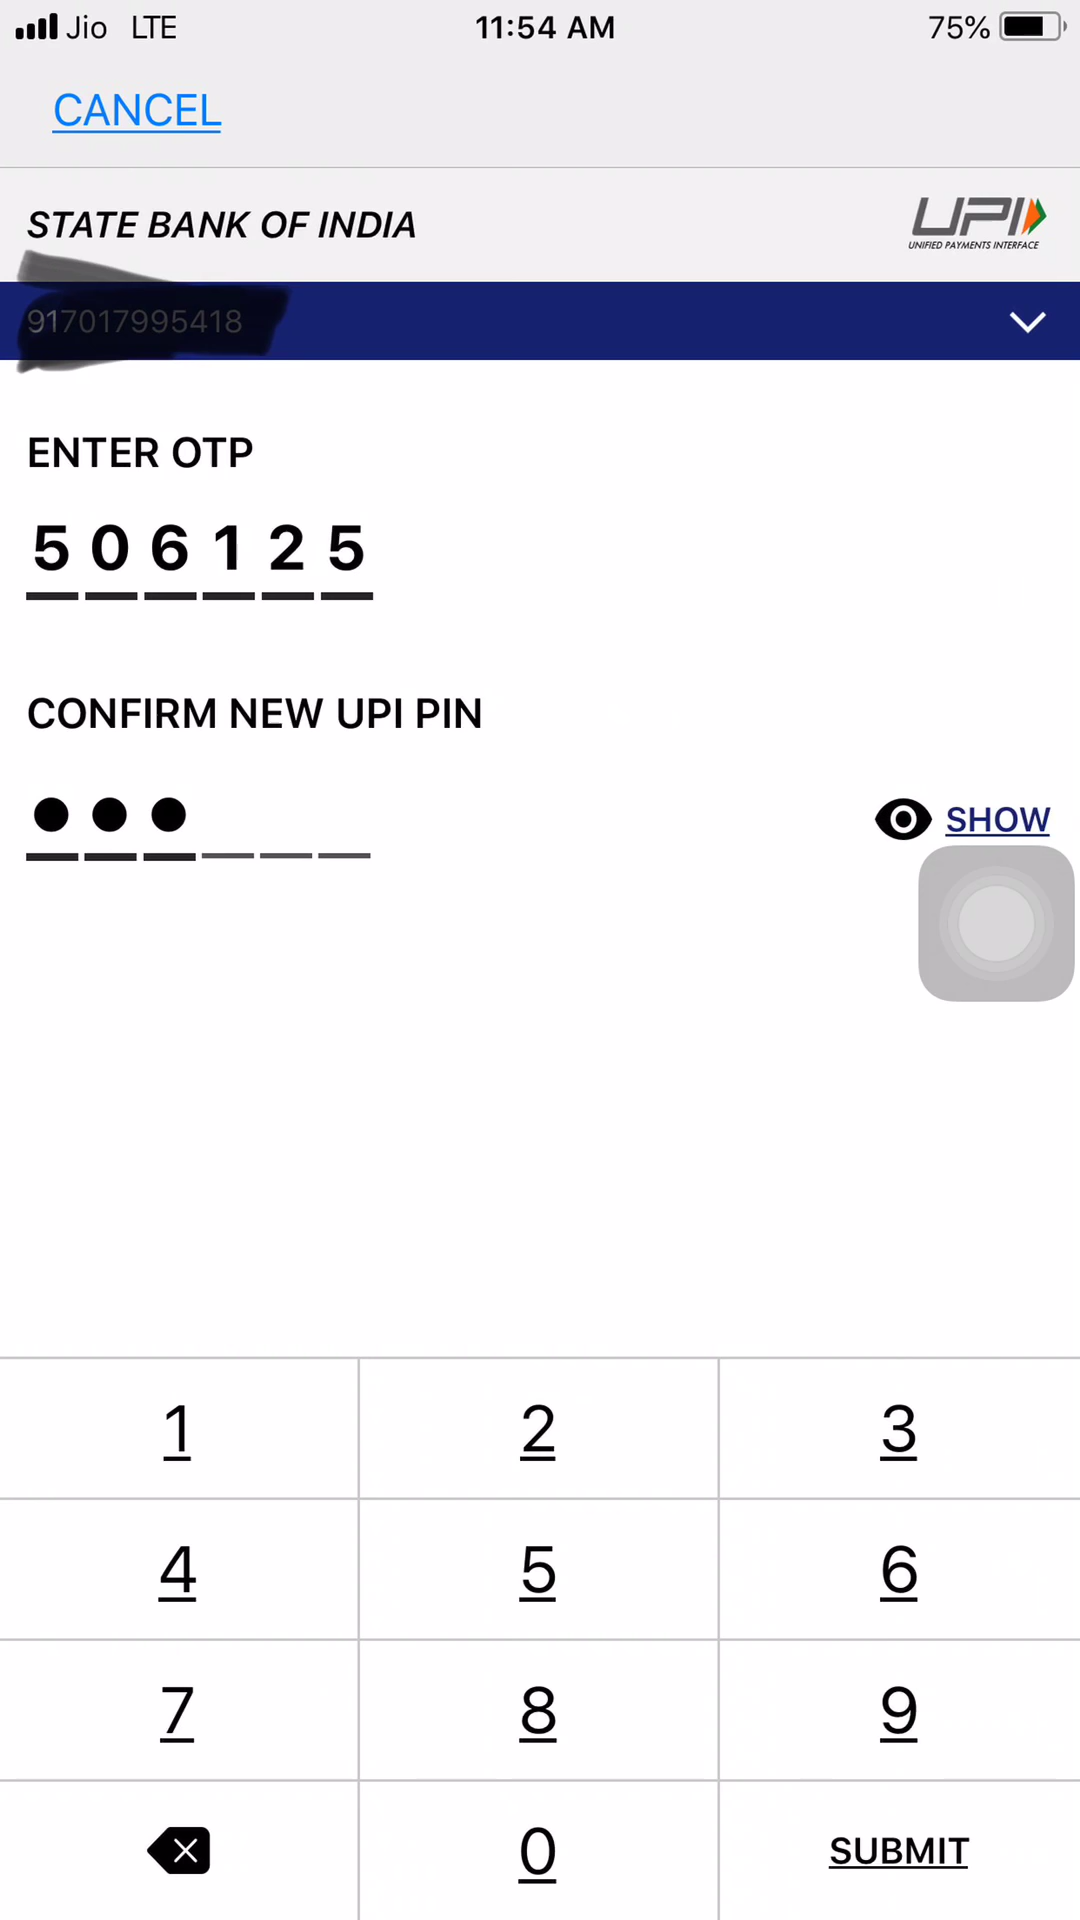 Jio LTE 11:54 AM 75%
CANCEL
STATE BANK OF INDIA
UPI
UNIFIED PAYMENTS INTERFACE
ENTER OTP
5 0 6 1 2 5
CONFIRM NEW UPI PIN
SHOW
1 2 3
4 5 6
7 8 9
0 SUBMIT